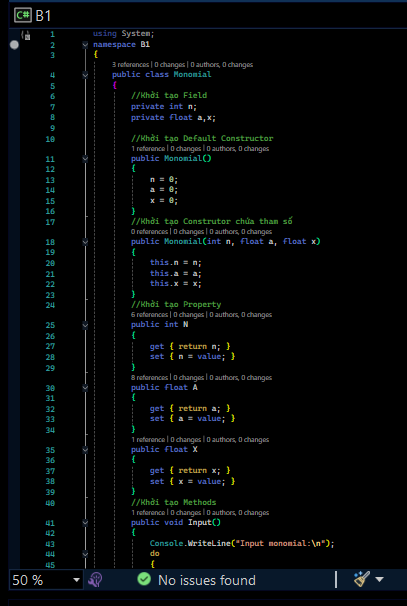 C# B1
1 using System;
2 namespace B1
3 {
3 references | 0 changes | 0 authors, 0 changes
4 public class Monomial
5 {
6 //Khởi tạo Field
7 private int n;
8 private float a,x;
9
10 //Khởi tạo Default Constructor
1 reference | 0 changes | 0 authors, 0 changes
11 public Monomial()
12 {
13 n = 0;
14 a = 0;
15 x = 0;
16 }
17 //Khởi tạo Construtor chứa tham số
0 references | 0 changes | 0 authors, 0 changes
18 public Monomial(int n, float a, float x)
19 {
20 this.n = n;
21 this.a = a;
22 this.x = x;
23 }
24 //Khởi tạo Property
6 references | 0 changes | 0 authors, 0 changes
25 public int N
26 {
27 get { return n; }
28 set { n = value; }
29 }
8 references | 0 changes | 0 authors, 0 changes
30 public float A
31 {
32 get { return a; }
33 set { a = value; }
34 }
1 reference | 0 changes | 0 authors, 0 changes
35 public float X
36 {
37 get { return x; }
38 set { x = value; }
39 }
40 //Khởi tạo Methods
1 reference | 0 changes | 0 authors, 0 changes
41 public void Input()
42 {
43 Console.WriteLine("Input monomial:\n");
44 do
45 {
50 % No issues found